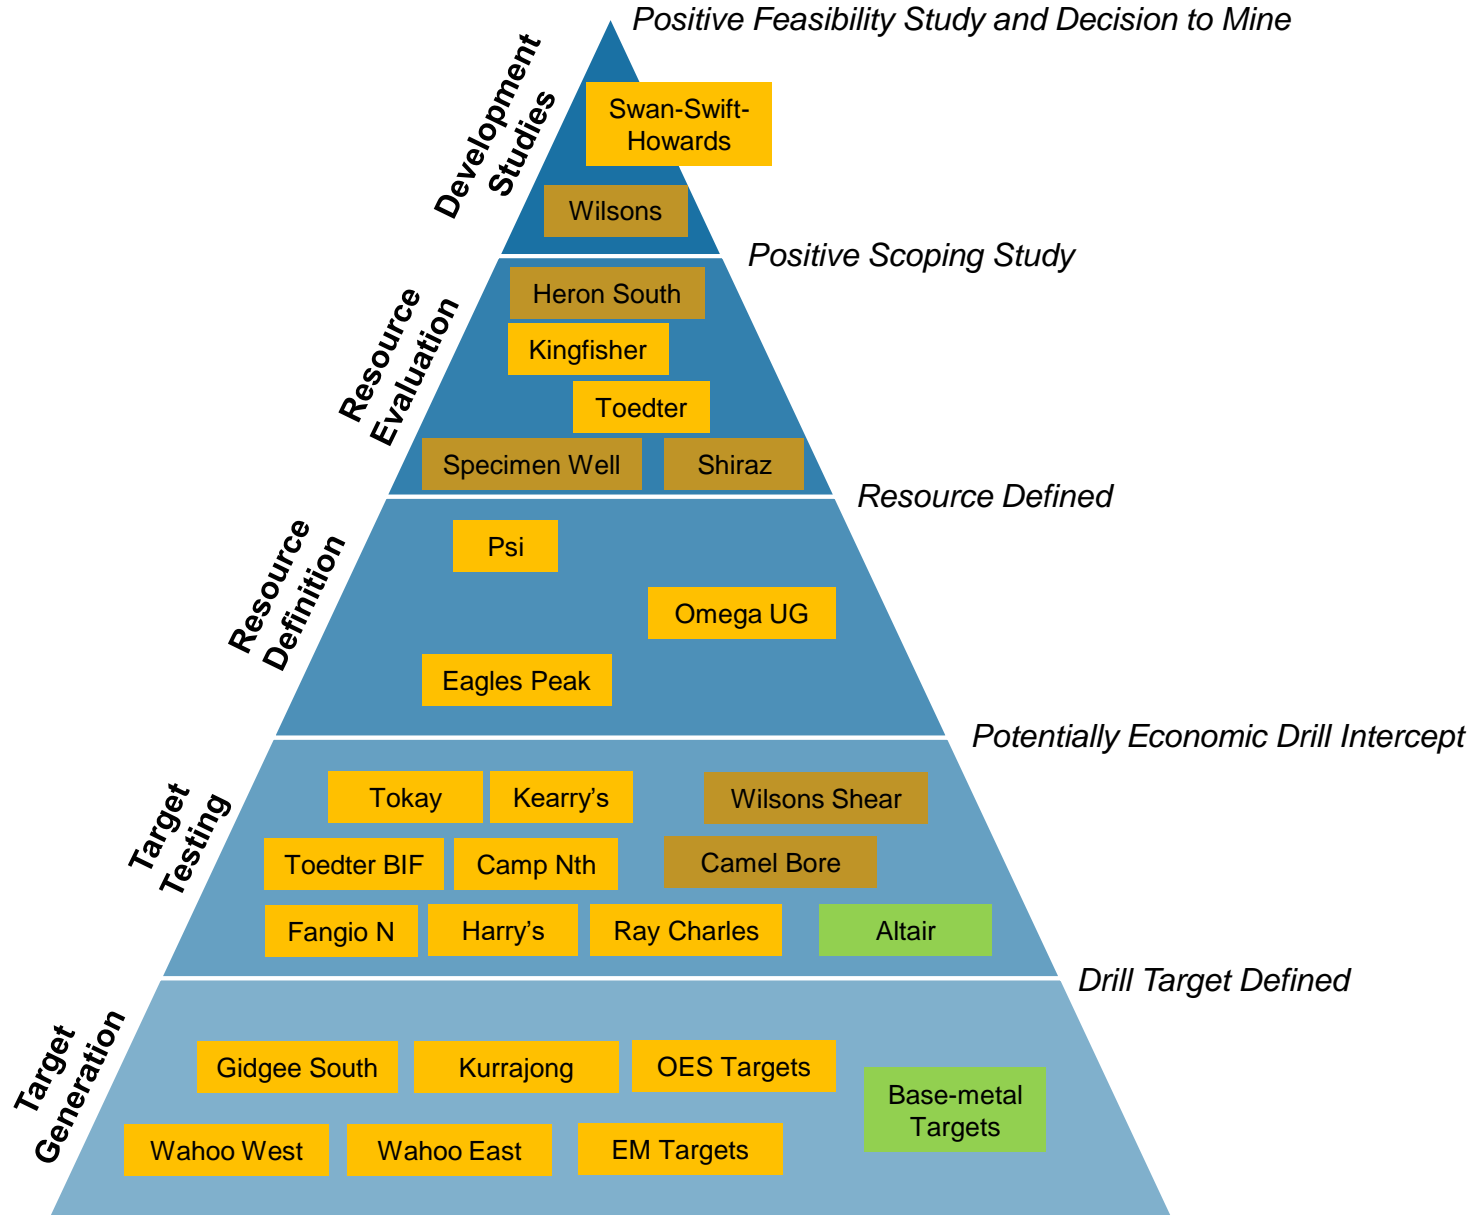 Positive Feasibility Study and Decision to Mine
Development
Studies
Swan-Swift-
Howards
Wilsons
Positive Scoping Study
Resource
Evaluation
Heron South
Kingfisher
Toedter
Specimen Well
Shiraz
Resource Defined
Resource
Definition
Psi
Omega UG
Eagles Peak
Potentially Economic Drill Intercept
Target
Testing
Tokay
Kearry’s
Wilsons Shear
Toedter BIF
Camp Nth
Camel Bore
Fangio N
Harry’s
Ray Charles
Altair
Drill Target Defined
Target
Generation
Gidgee South
Kurrajong
OES Targets
Base-metal
Targets
Wahoo West
Wahoo East
EM Targets